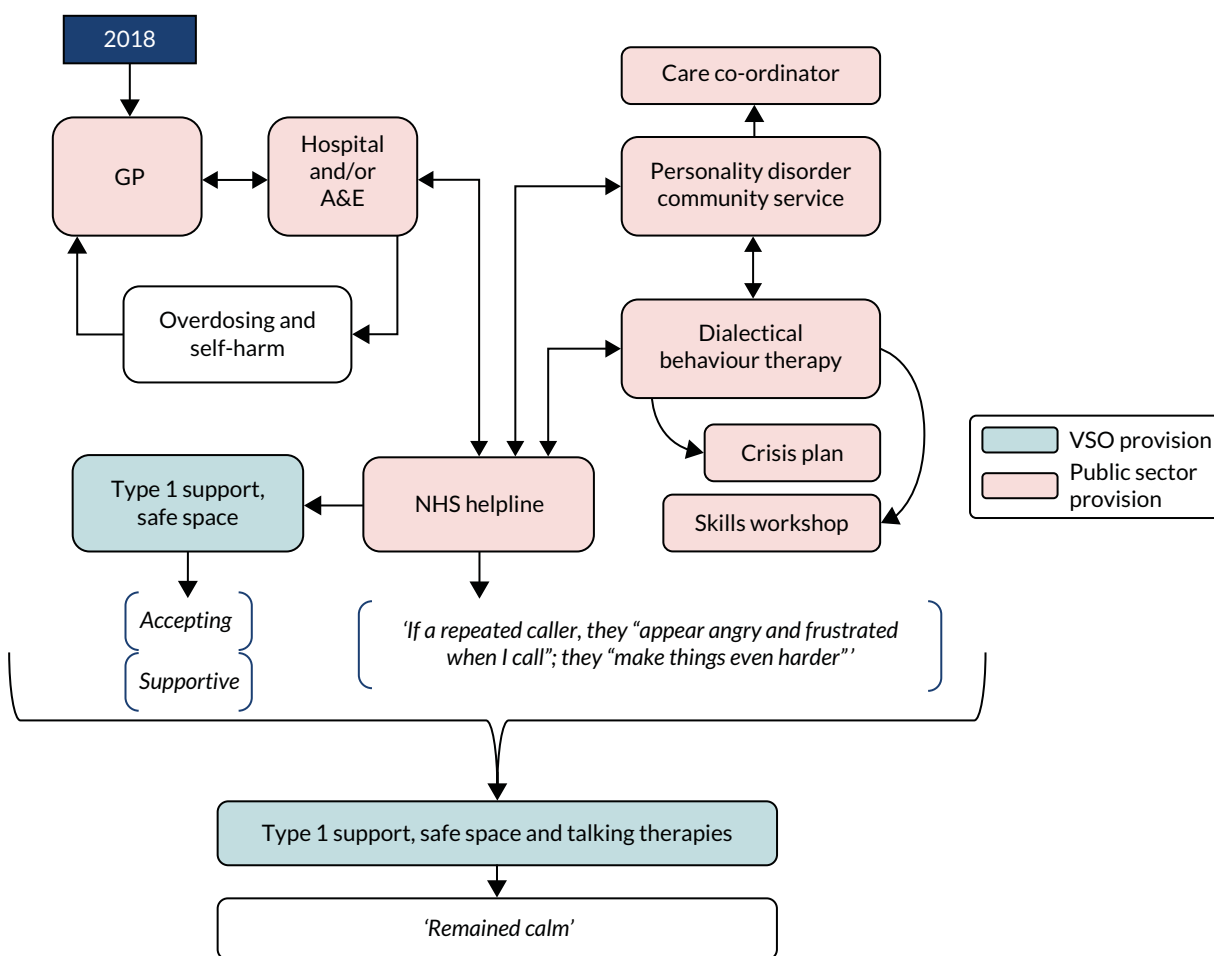 2018
GP
Hospital
and/or
A&E
Overdosing and
self-harm
Care co-ordinator
Personality disorder
community service
Dialectical
behaviour therapy
Crisis plan
Skills workshop
VSO provision
Public sector
provision
Type 1 support,
safe space
NHS helpline
Accepting
Supportive
‘If a repeated caller, they “appear angry and frustrated
when I call”; they “make things even harder”’
Type 1 support, safe space and talking therapies
‘Remained calm’